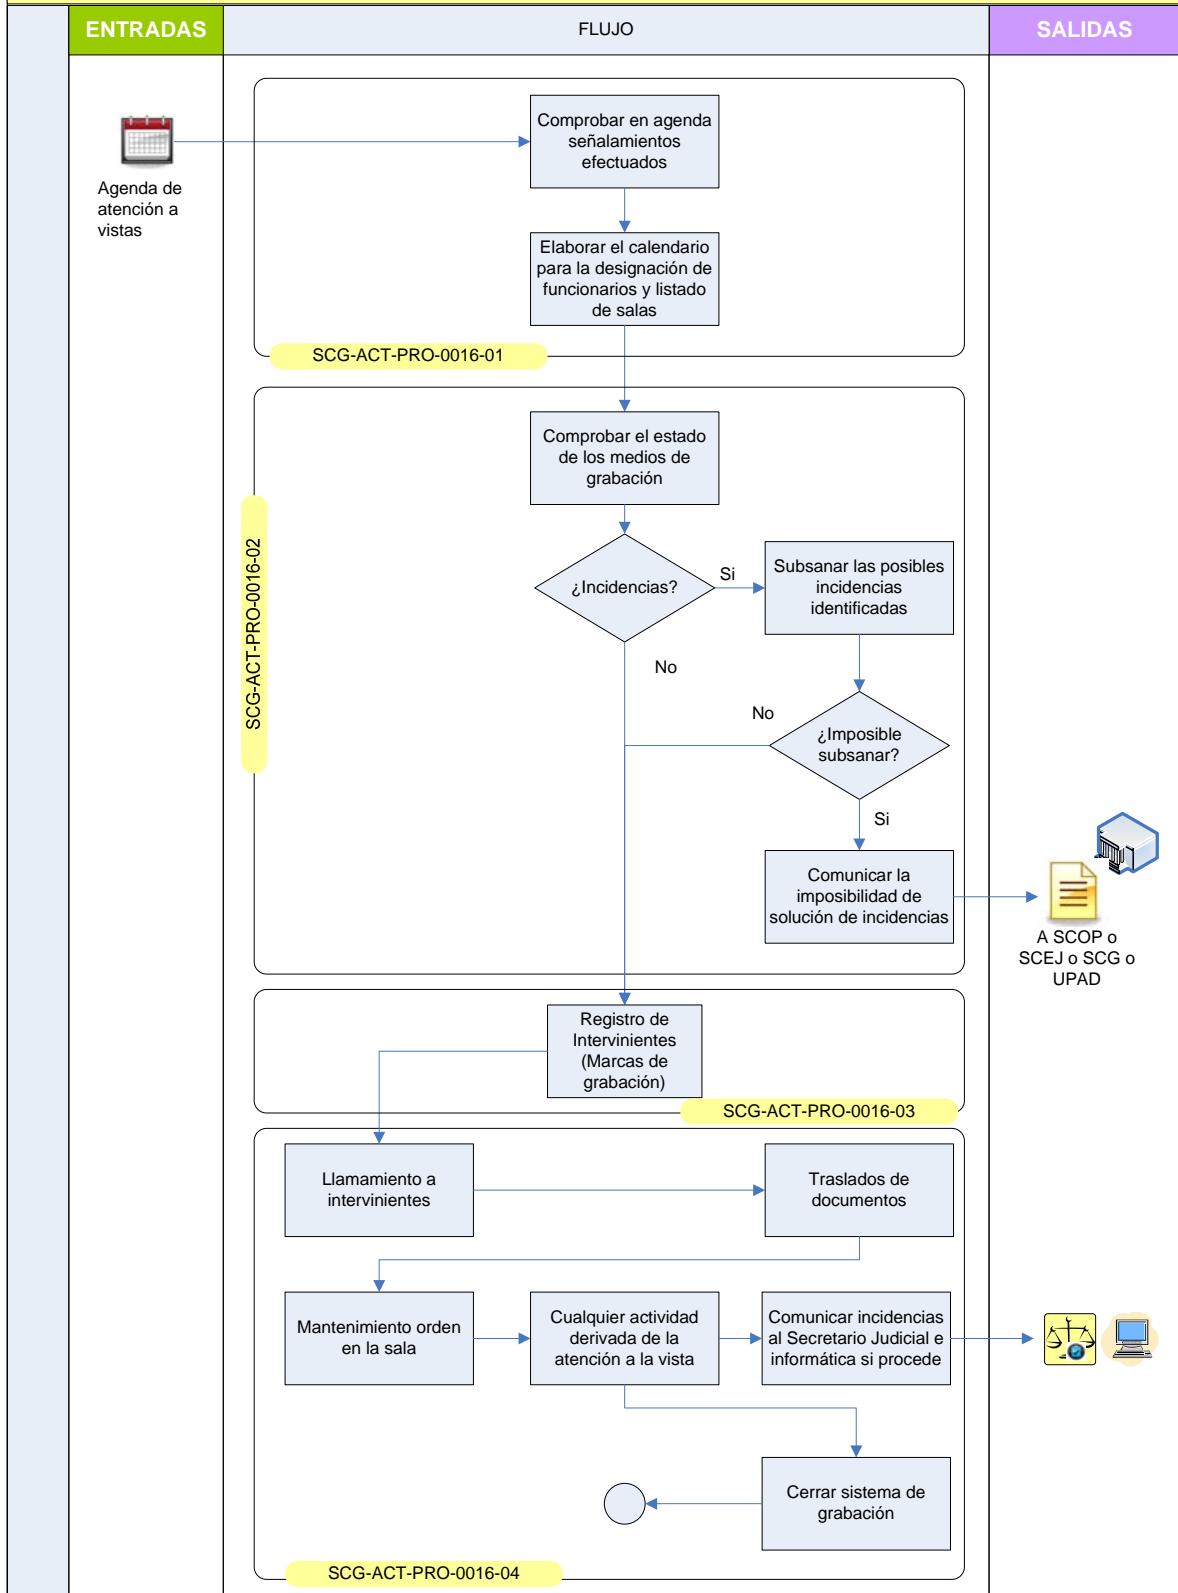 ENTRADAS
FLUJO
SALIDAS
Agenda de
atención a
vistas
Comprobar en agenda
señalamientos
efectuados
Elaborar el calendario
para la designación de
funcionarios y listado
de salas
SCG-ACT-PRO-0016-01
Comprobar el estado
de los medios de
grabación
SCG-ACT-PRO-0016-02
¿Incidencias?
Si
Subsanar las posibles
incidencias
identificadas
No
No
¿Imposible
subsanar?
Si
Comunicar la
imposibilidad de
solución de incidencias
A SCOP o
SCEJ o SCG o
UPAD
Registro de
Intervinientes
(Marcas de
grabación)
SCG-ACT-PRO-0016-03
Llamamiento a
intervinientes
Traslados de
documentos
Mantenimiento orden
en la sala
Cualquier actividad
derivada de la
atención a la vista
Comunicar incidencias
al Secretario Judicial e
informática si procede
Cerrar sistema de
grabación
SCG-ACT-PRO-0016-04